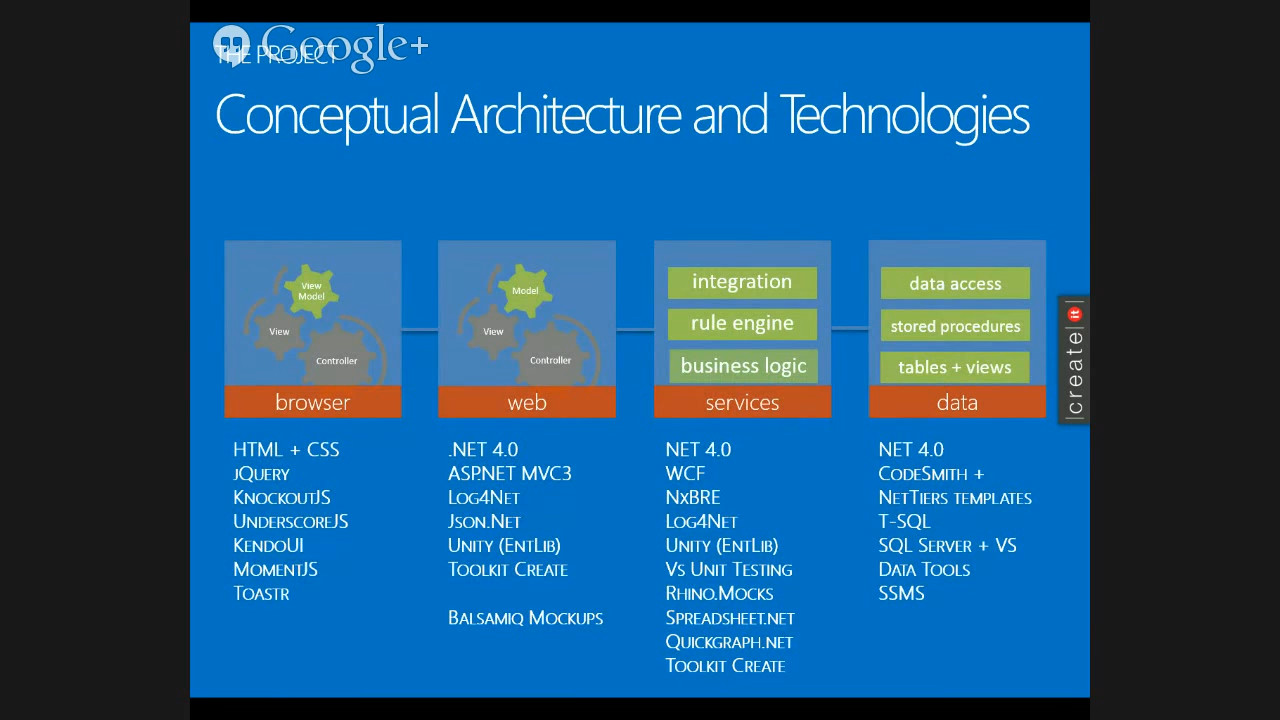 Google+
THE PROJECT
Conceptual Architecture and Technologies
View
Model
View
Controller
browser
Model
View
Controller
web
integration
rule engine
business logic
services
data access
stored procedures
tables + views
data
|create|it|
HTML + CSS
JQUERY
KNOCKOUTJS
UNDERSCOREJS
KENDOUI
MOMENTJS
TOASTR
.NET 4.0
ASP.NET MVC3
LOG4NET
JSON.NET
UNITY (ENTLIB)
TOOLKIT CREATE
BALSAMIQ MOCKUPS
NET 4.0
WCF
NXBRE
LOG4NET
UNITY (ENTLIB)
VS UNIT TESTING
RHINO.MOCKS
SPREADSHEET.NET
QUICKGRAPH.NET
TOOLKIT CREATE
NET 4.0
CODESMITH +
NETTIERS TEMPLATES
T-SQL
SQL SERVER + VS
DATA TOOLS
SSMS